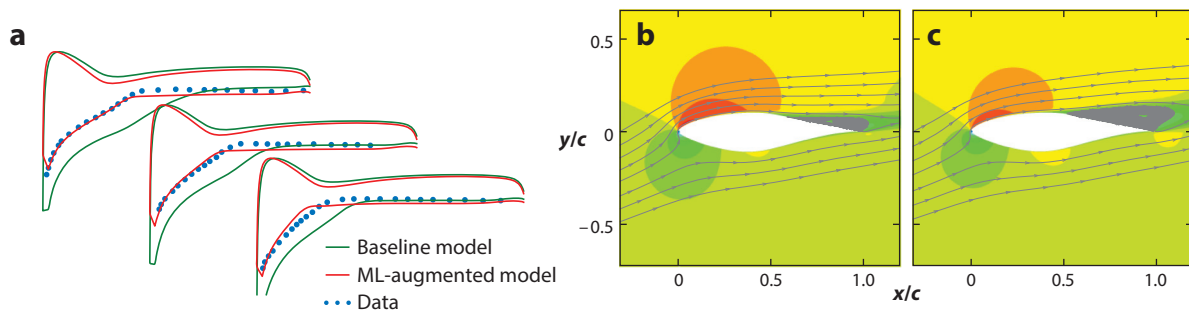 a
Baseline model
ML-augmented model
Data
b
c
0.5
0
−0.5
y/c
0
0.5
1.0
0
0.5
1.0
x/c